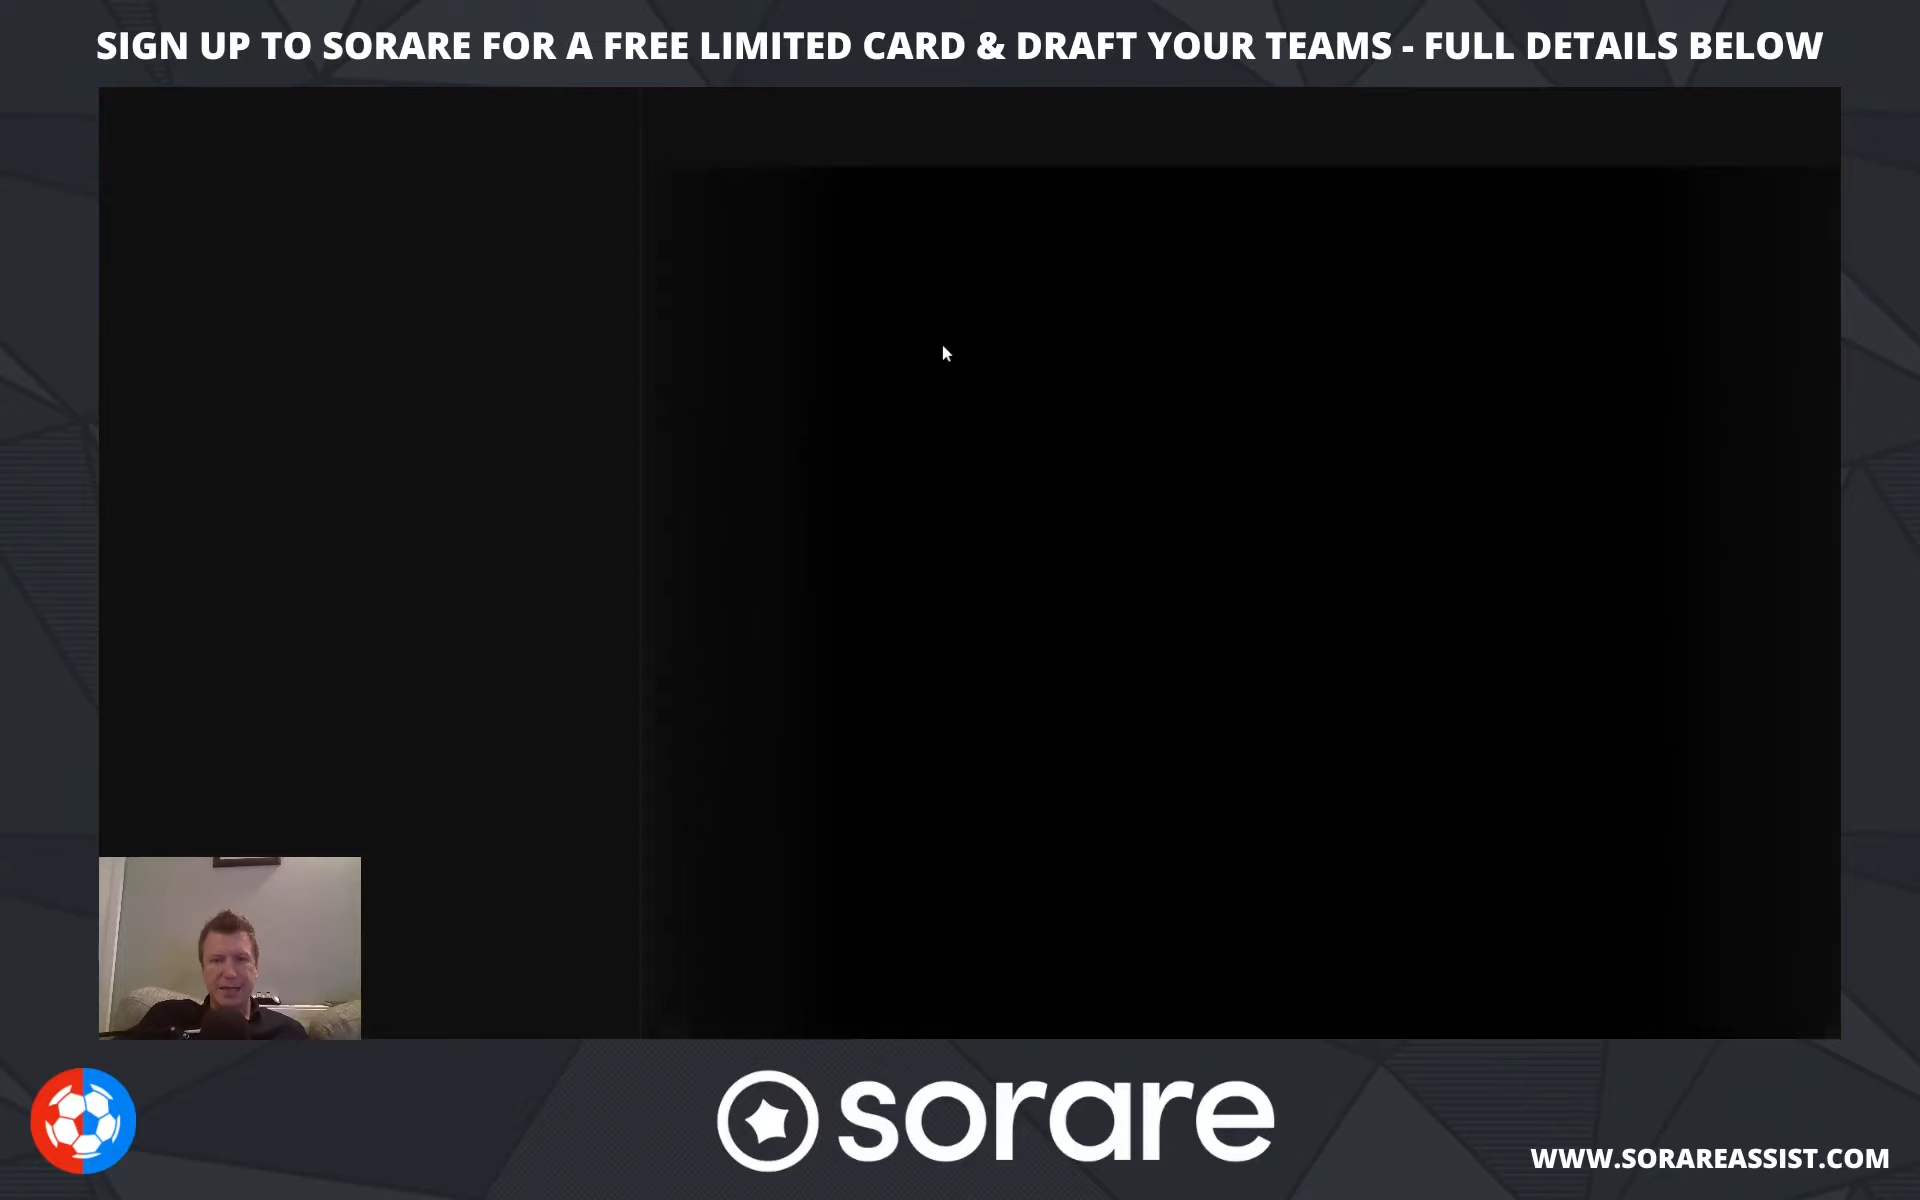 SIGN UP TO SORARE FOR A FREE LIMITED CARD & DRAFT YOUR TEAMS - FULL DETAILS BELOW
sorare
WWW.SORAREASSIST.COM